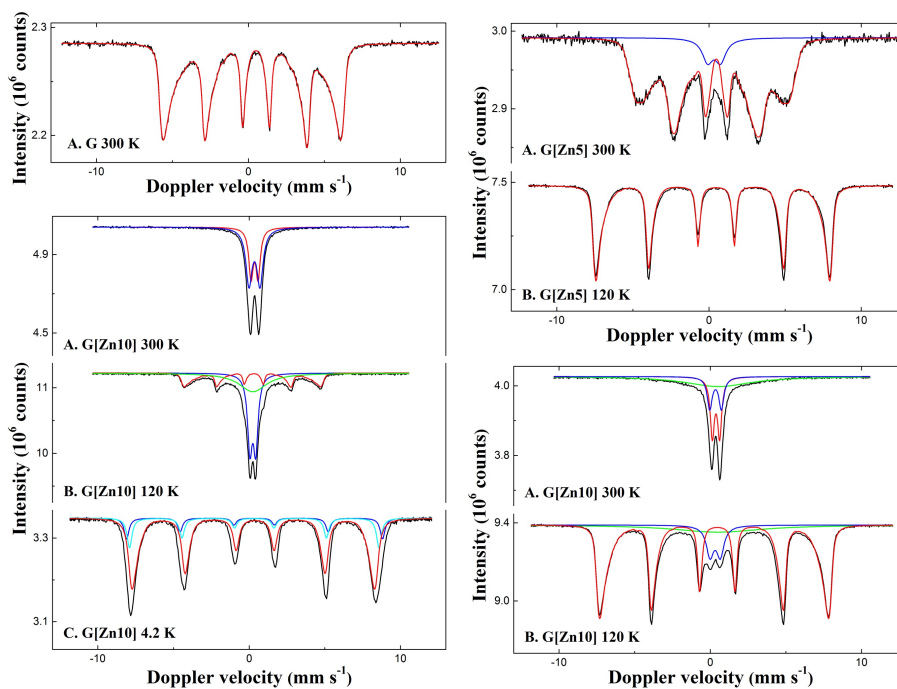 2.3
2.2
Intensity (10⁶ counts)
A. G 300 K
-10 0 10
Doppler velocity (mm s⁻¹)
4.9
4.5
A. G[Zn10] 300 K
11
10
Intensity (10⁶ counts)
B. G[Zn10] 120 K
3.3
3.1
C. G[Zn10] 4.2 K
-10 0 10
Doppler velocity (mm s⁻¹)
3.0
2.9
A. G[Zn5] 300 K
Intensity (10⁶ counts)
7.5
7.0
B. G[Zn5] 120 K
-10 0 10
Doppler velocity (mm s⁻¹)
4.0
3.8
A. G[Zn10] 300 K
Intensity (10⁶ counts)
9.4
9.0
B. G[Zn10] 120 K
-10 0 10
Doppler velocity (mm s⁻¹)